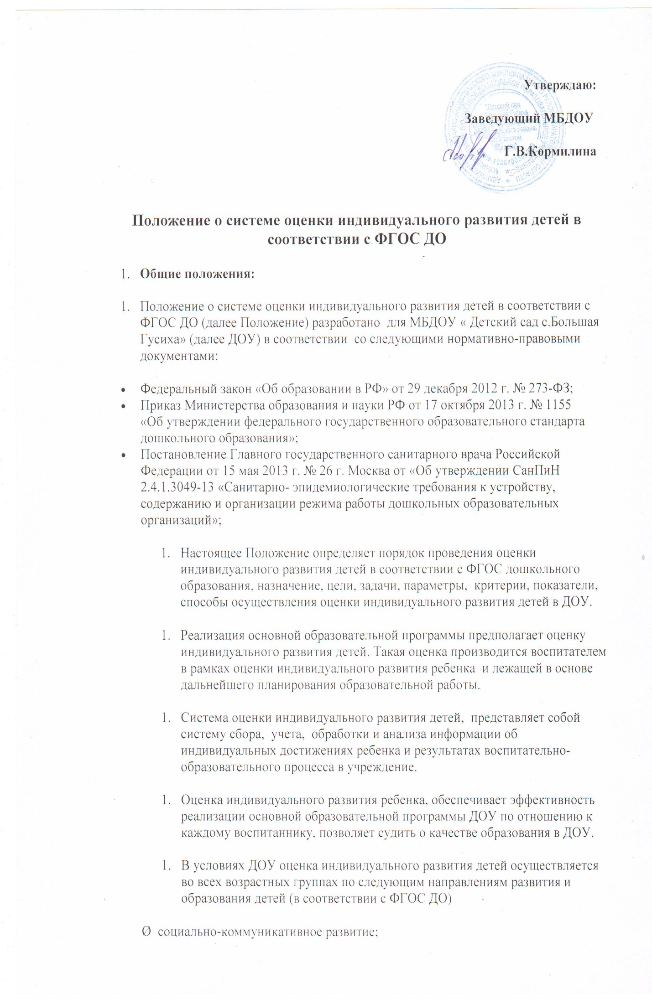 Утверждаю:
Заведующий МБДОУ
Г.В.Кормилина
"Детский сад
Положение о системе оценки индивидуального развития детей в
соответствии с ФГОС ДО
1. Общие положения:
1. Положение о системе оценки индивидуального развития детей в соответствии с
ФГОС ДО (далее Положение) разработано для МБДОУ « Детский сад с.Большая
Гусиха» (далее ДОУ) в соответствии со следующими нормативно-правовыми
документами:
• Федеральный закон «Об образовании в РФ» от 29 декабря 2012 г. № 273-ФЗ;
• Приказ Министерства образования и науки РФ от 17 октября 2013 г. № 1155
«Об утверждении федерального государственного образовательного стандарта
дошкольного образования»;
• Постановление Главного государственного санитарного врача Российской
Федерации от 15 мая 2013 г. № 26 г. Москва от «Об утверждении СанПиН
2.4.1.3049-13 «Санитарно- эпидемиологические требования к устройству,
содержанию и организации режима работы дошкольных образовательных
организаций»;
1. Настоящее Положение определяет порядок проведения оценки
индивидуального развития детей в соответствии с ФГОС дошкольного
образования, назначение, цели, задачи, параметры, критерии, показатели,
способы осуществления оценки индивидуального развития детей в ДОУ.
1. Реализация основной образовательной программы предполагает оценку
индивидуального развития детей. Такая оценка производится воспитателем
в рамках оценки индивидуального развития ребенка и лежащей в основе
дальнейшего планирования образовательной работы.
1. Система оценки индивидуального развития детей, представляет собой
систему сбора, учета, обработки и анализа информации об
индивидуальных достижениях ребенка и результатах воспитательно-
образовательного процесса в учреждение.
1. Оценка индивидуального развития ребенка, обеспечивает эффективность
реализации основной образовательной программы ДОУ по отношению к
каждому воспитаннику, позволяет судить о качестве образования в ДОУ.
1. В условиях ДОУ оценка индивидуального развития детей осуществляется
во всех возрастных группах по следующим направлениям развития и
образования детей (в соответствии с ФГОС ДО)
Ø социально-коммуникативное развитие;